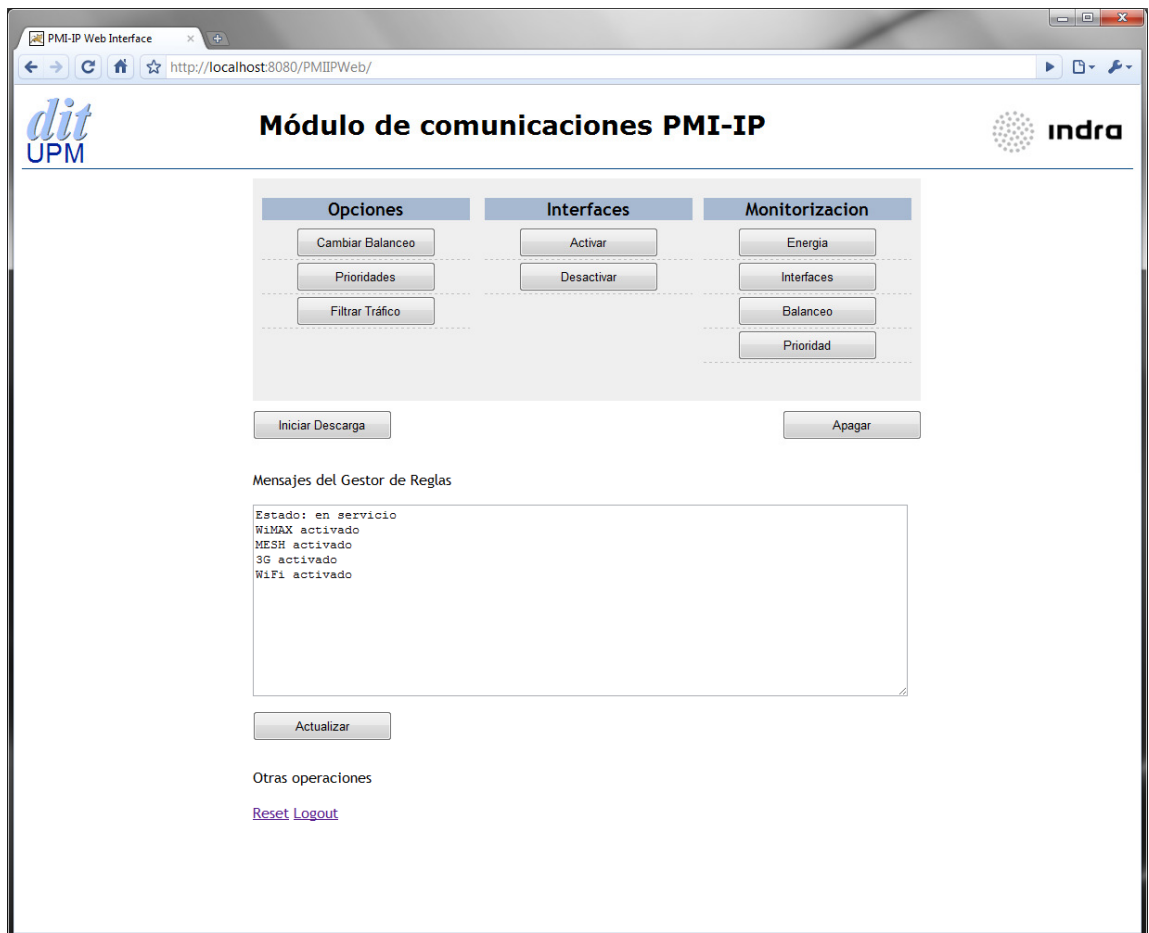 PMI-IP Web Interface
http://localhost:8080/PMIIPWeb/
dit
UPM
Módulo de comunicaciones PMI-IP
indra
Opciones
Interfaces
Monitorizacion
Cambiar Balanceo
Activar
Energia
Prioridades
Desactivar
Interfaces
Filtrar Tráfico
Balanceo
Prioridad
Iniciar Descarga
Apagar
Mensajes del Gestor de Reglas
Estado: en servicio
WiMAX activado
MESH activado
3G activado
WiFi activado
Actualizar
Otras operaciones
Reset Logout